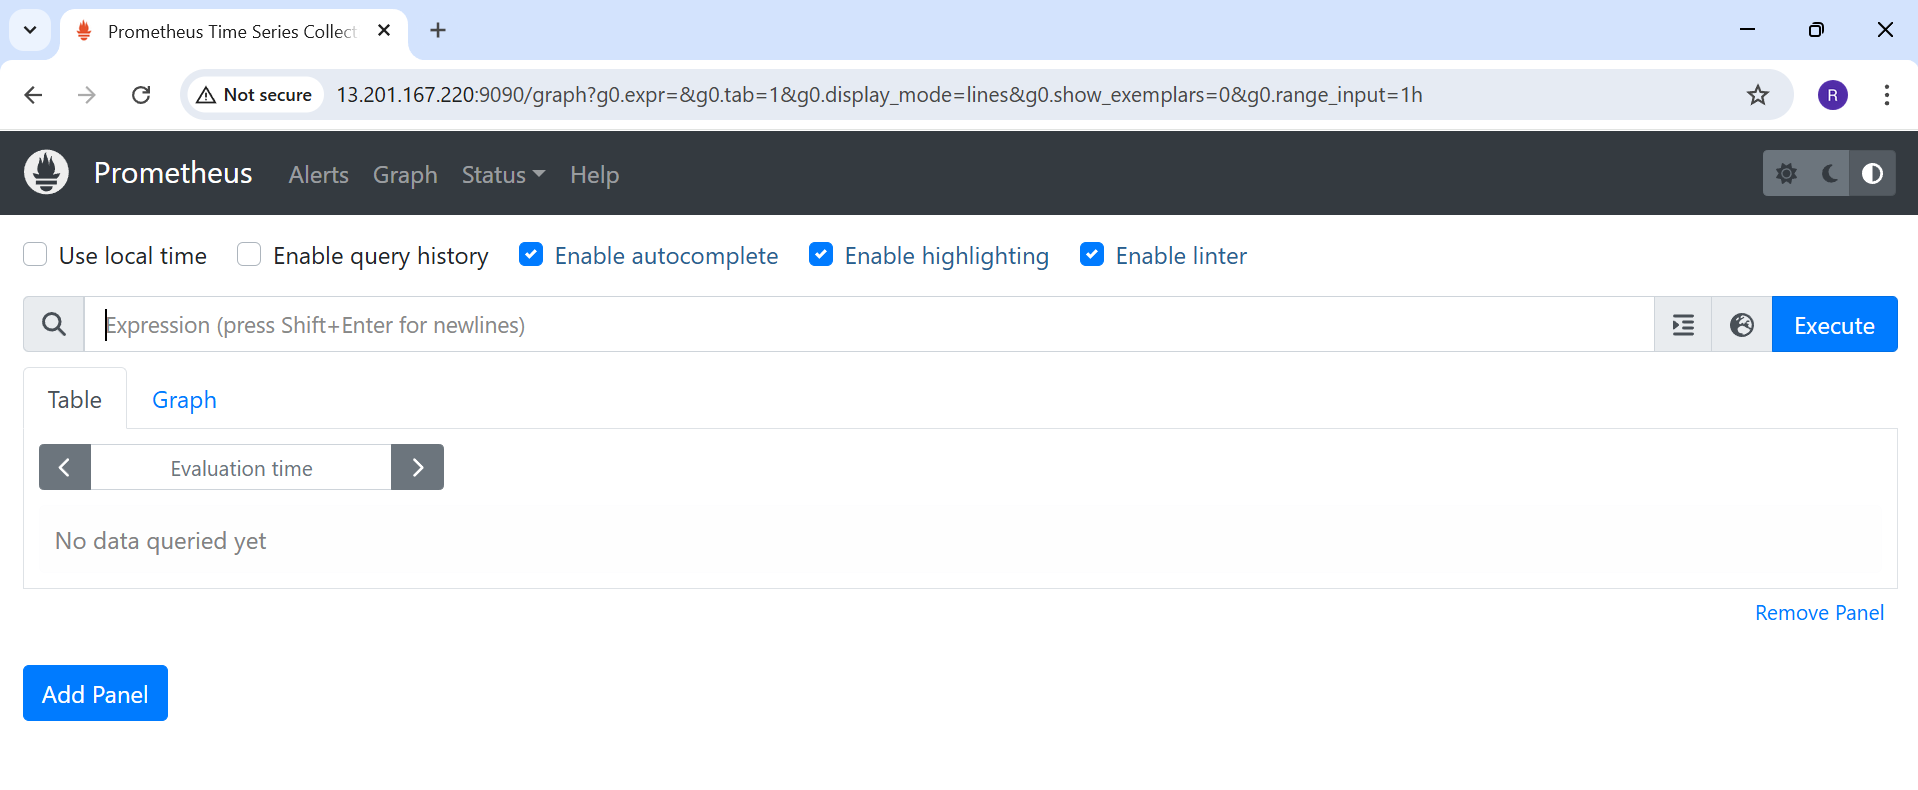 Prometheus Time Series Collect
Not secure 13.201.167.220:9090/graph?g0.expr=&g0.tab=1&g0.display_mode=lines&g0.show_exemplars=0&g0.range_input=1h R
Prometheus Alerts Graph Status Help
Use local time Enable query history Enable autocomplete Enable highlighting Enable linter
Expression (press Shift+Enter for newlines) Execute
Table Graph
Evaluation time
No data queried yet
Remove Panel
Add Panel